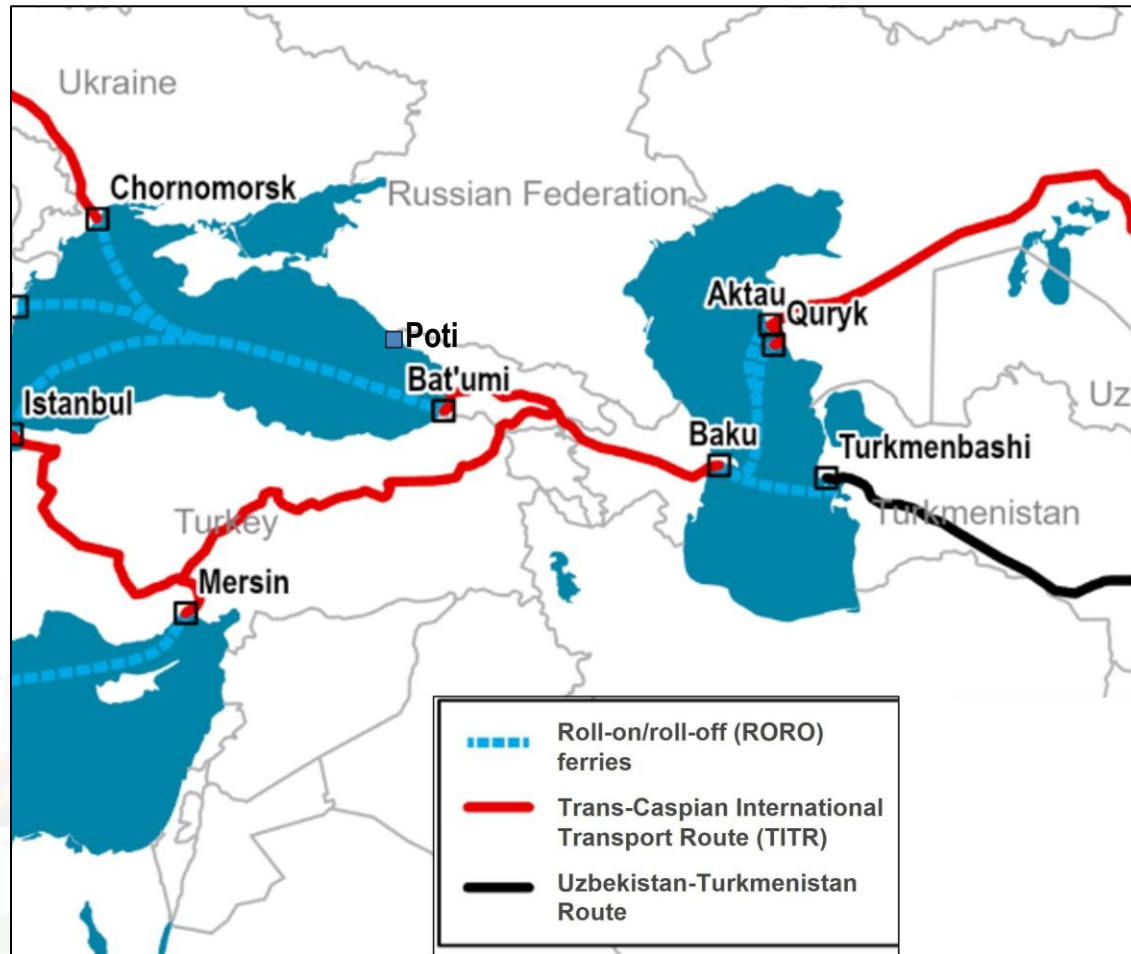 Ukraine
Chornomorsk
Russian Federation
Aktau
Quryk
Poti
Bat'umi
Istanbul
Uz
Baku
Turkmenbashi
Turkey
Turkmenistan
Mersin
Roll-on/roll-off (RORO)
ferries
Trans-Caspian International
Transport Route (TITR)
Uzbekistan-Turkmenistan
Route